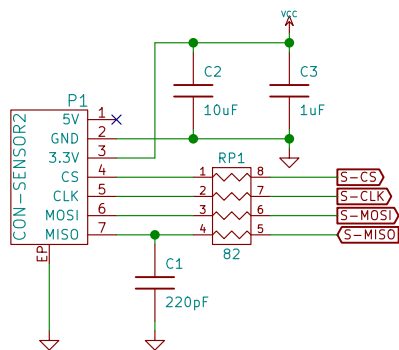 VCC
C2
10uF
C3
1uF
P1
CON-SENSOR2
5V 1
GND 2
3.3V 3
CS 4
CLK 5
MOSI 6
MISO 7
EP
RP1
1 8 S-CS
2 7 S-CLK
3 6 S-MOSI
4 5 S-MISO
82
C1
220pF